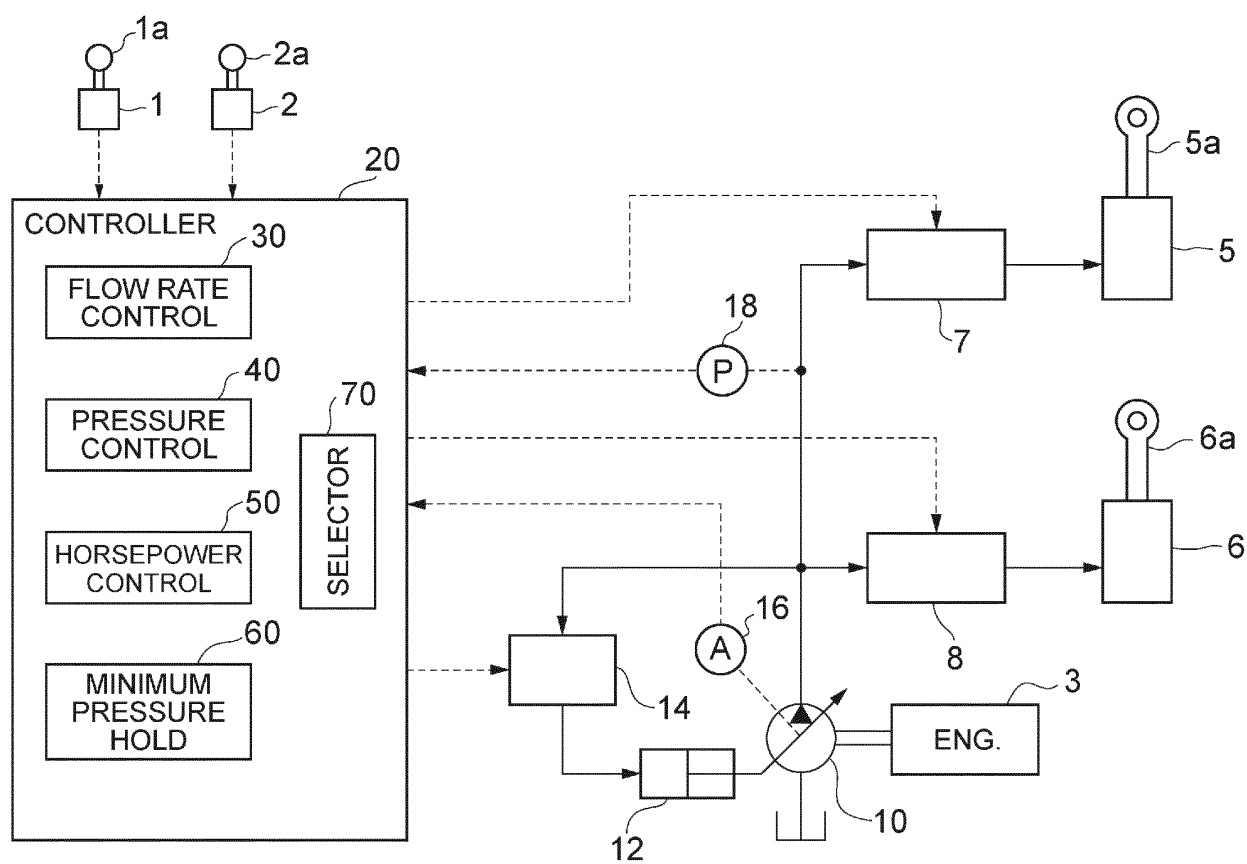 1a
2a
1
2
20
CONTROLLER
30
FLOW RATE
CONTROL
40
PRESSURE
CONTROL
70
SELECTOR
50
HORSEPOWER
CONTROL
60
MINIMUM
PRESSURE
HOLD
5a
5
7
18
P
6a
6
8
16
A
14
3
ENG.
10
12